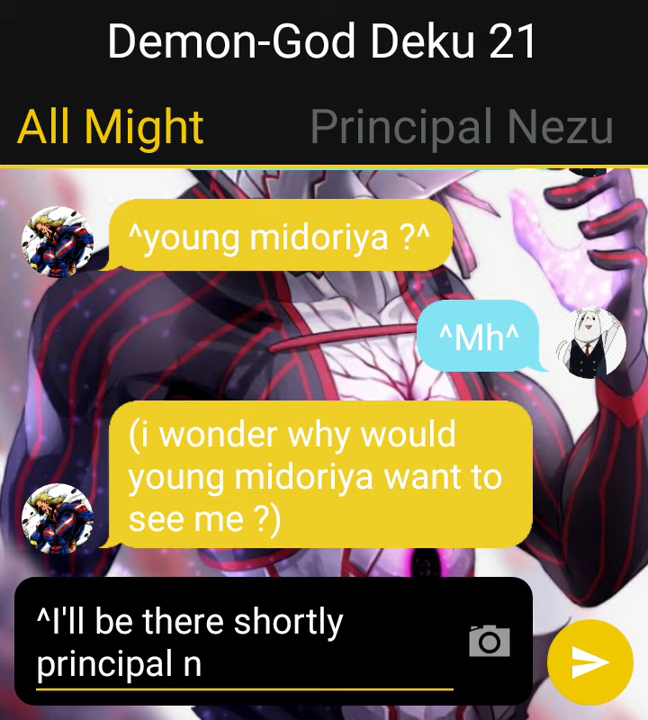 Demon-God Deku 21
All Might Principal Nezu
^young midoriya ?^
^Mh^
(i wonder why would
young midoriya want to
see me ?)
^I'll be there shortly
principal n